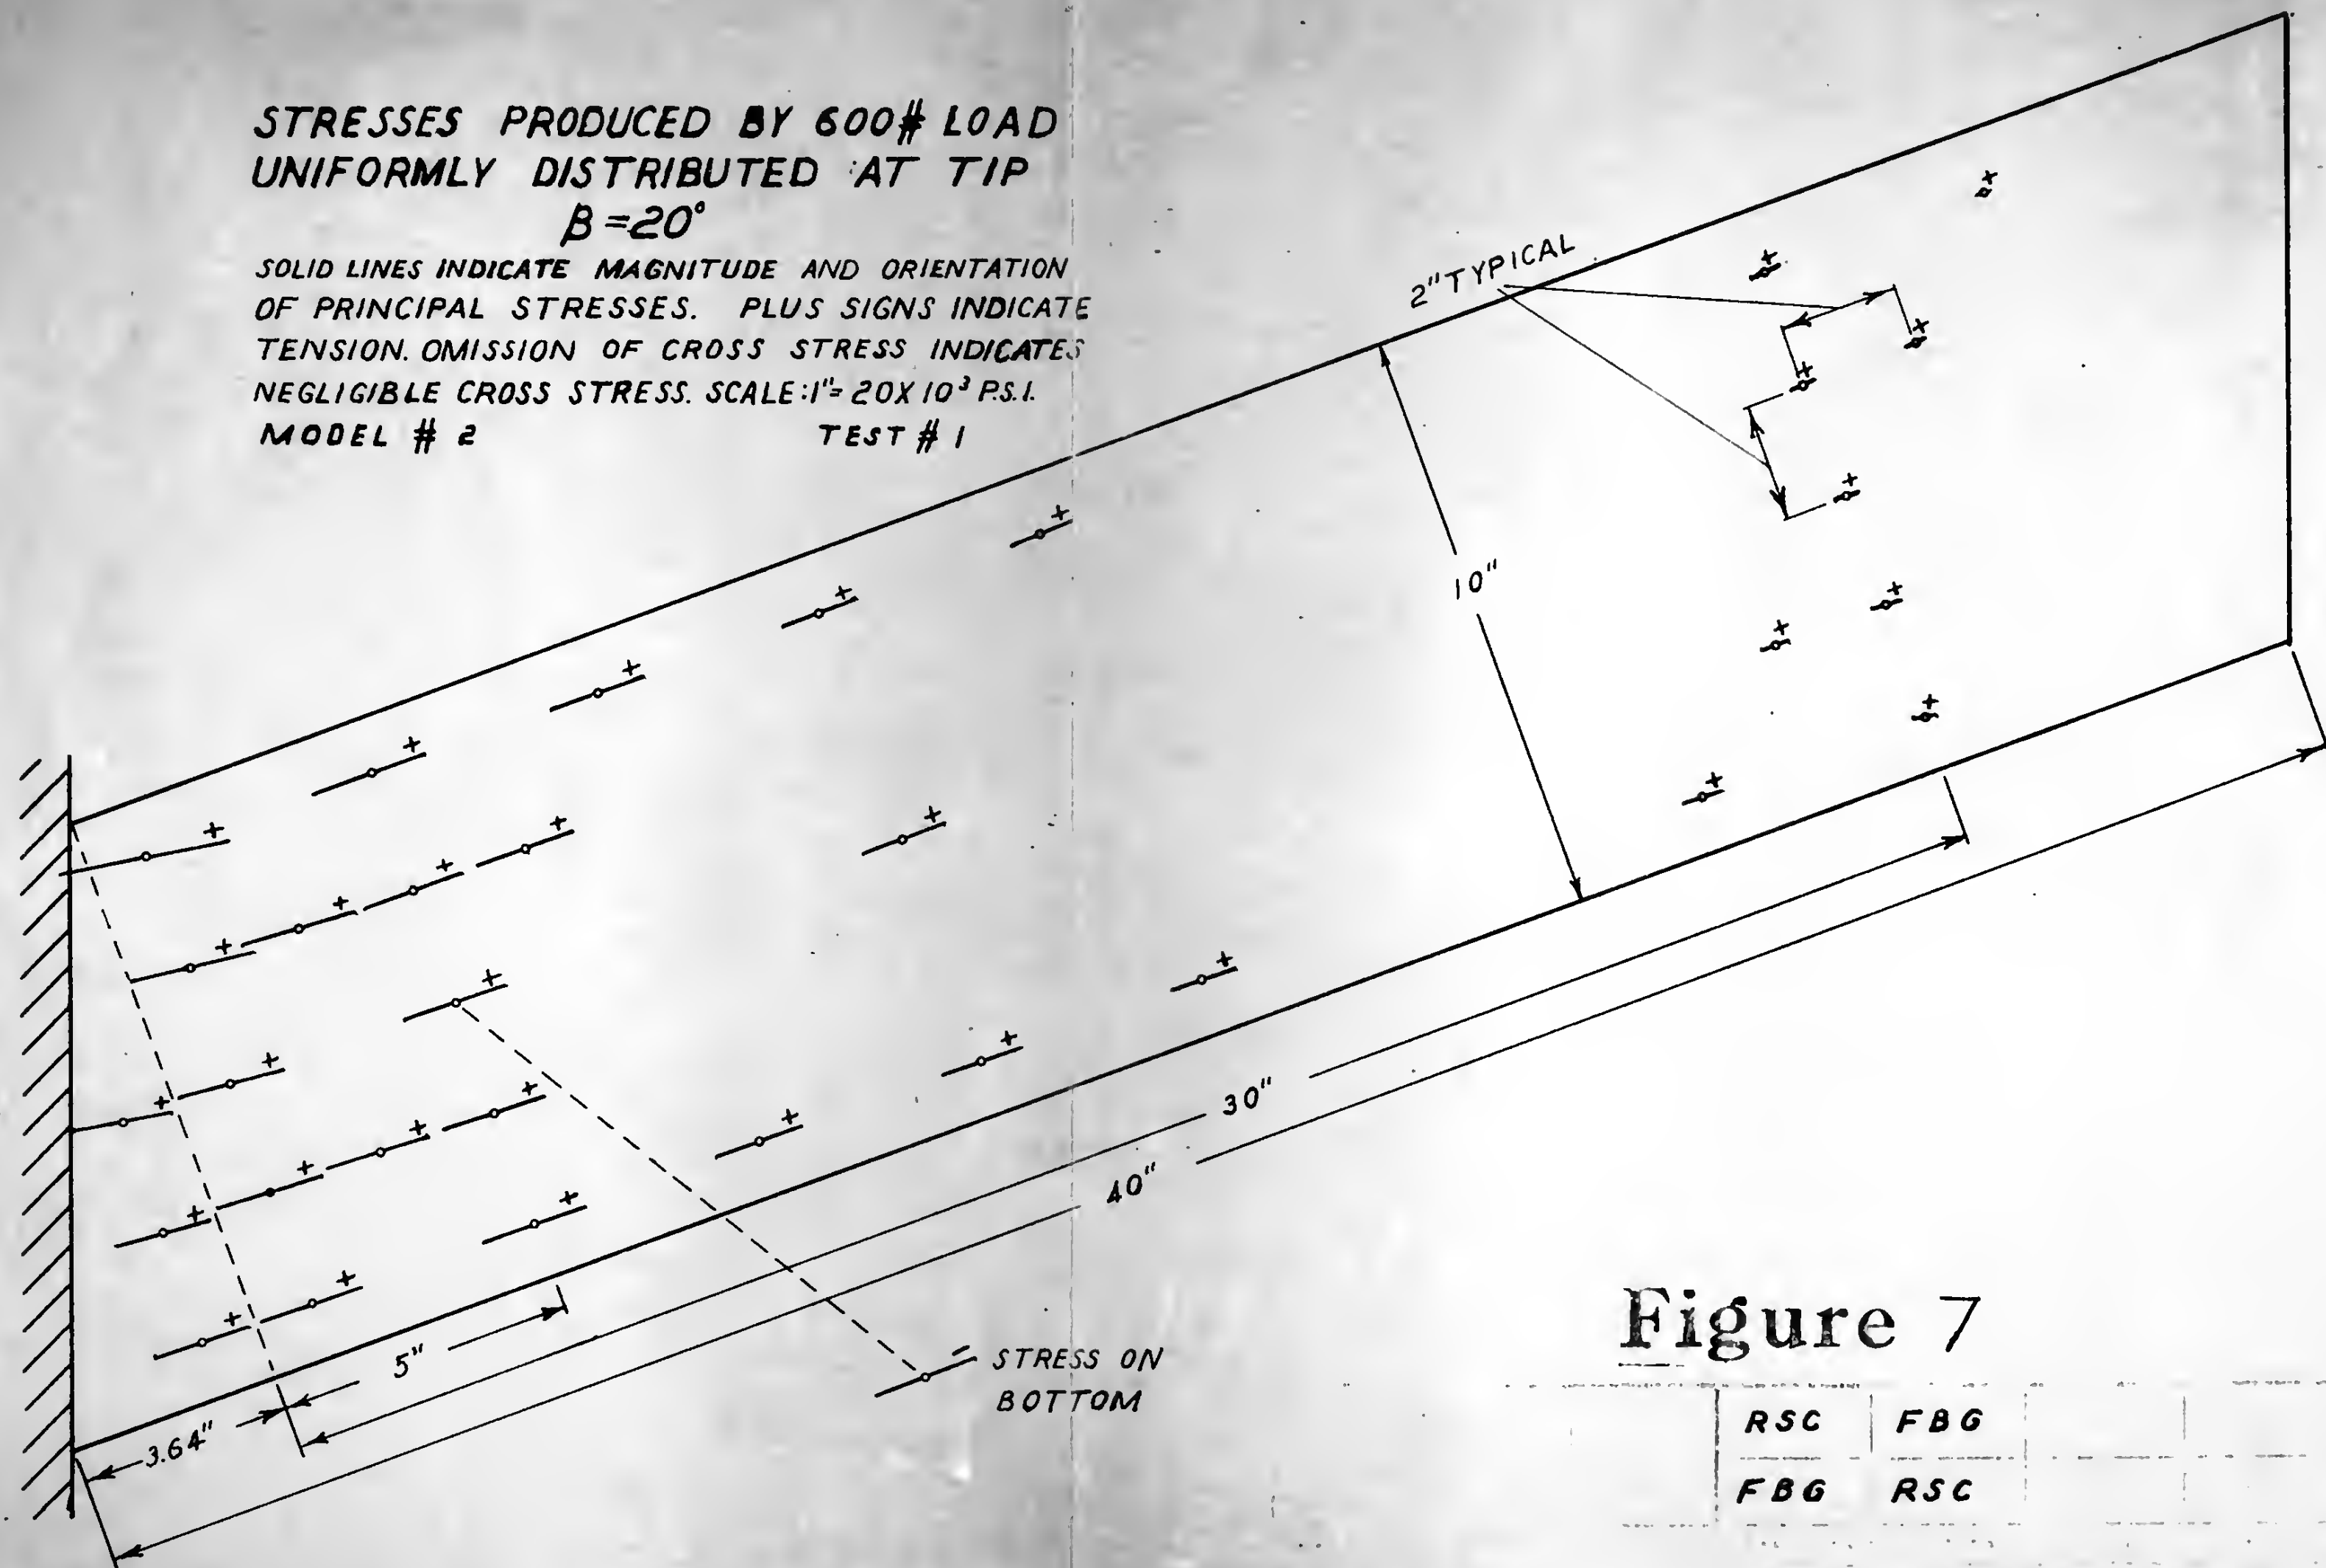 STRESSES PRODUCED BY 600# LOAD
UNIFORMLY DISTRIBUTED AT TIP
β=20°
SOLID LINES INDICATE MAGNITUDE AND ORIENTATION
OF PRINCIPAL STRESSES. PLUS SIGNS INDICATE
TENSION. OMISSION OF CROSS STRESS INDICATES
NEGLIGIBLE CROSS STRESS. SCALE:1"=20X10³ P.S.I.
MODEL # 2 TEST # 1
2" TYPICAL
10"
30"
40"
5"
3.64"
STRESS ON
BOTTOM
Figure 7
RSC FBG
FBG RSC